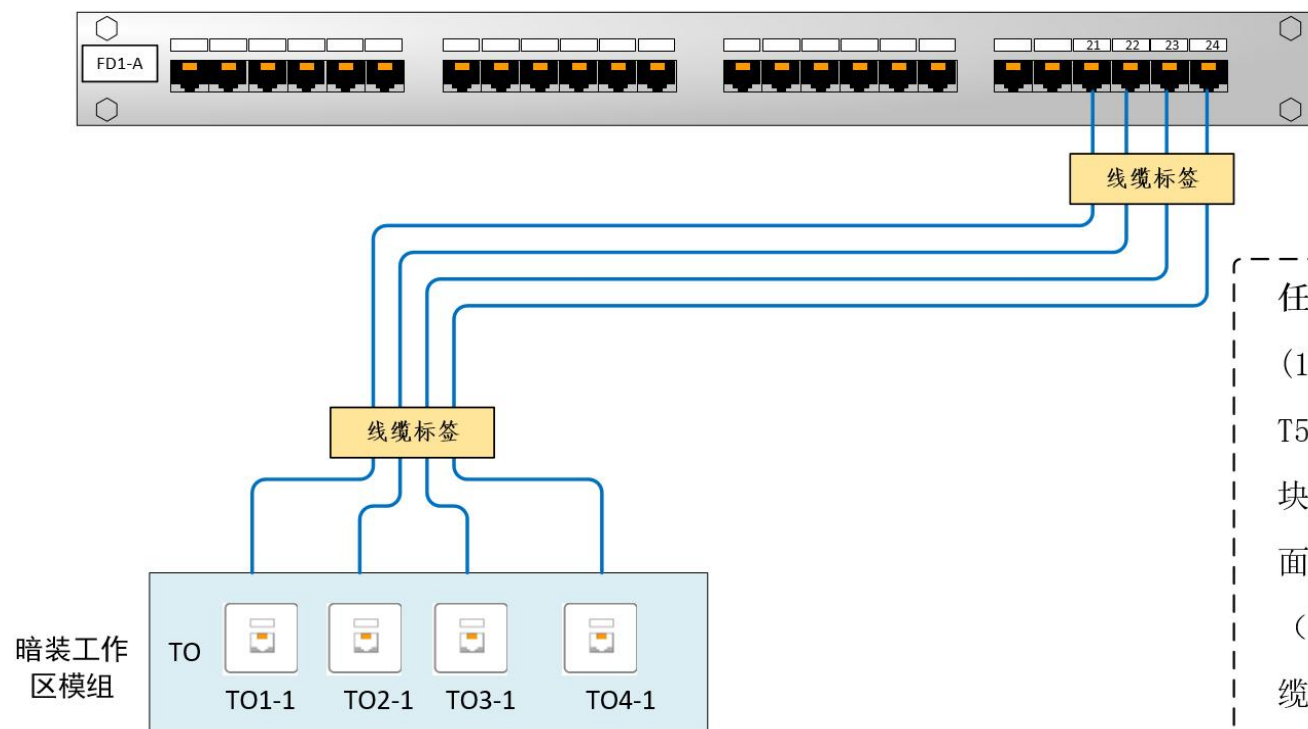 FD1-A
21 22 23 24
线缆标签
任
(1
T5
块
面
（
缆
线缆标签
暗装工作
区模组
TO
TO1-1 TO2-1 TO3-1 TO4-1